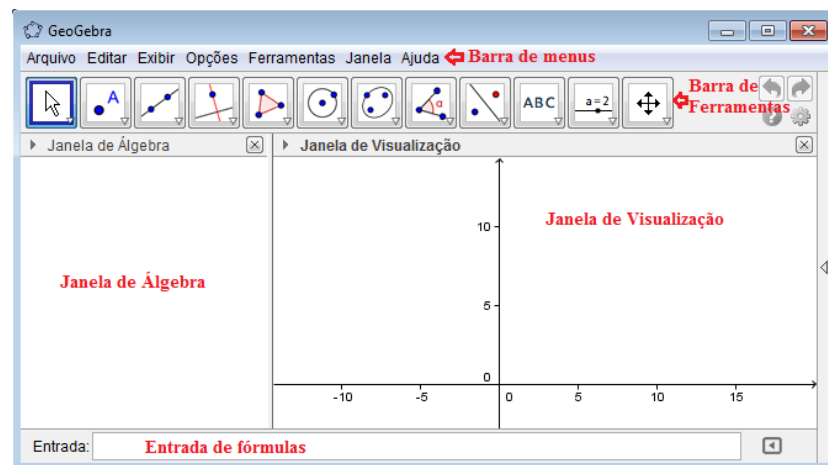 GeoGebra
Arquivo Editar Exibir Opções Ferramentas Janela Ajuda Barra de menus
A α ABC a=2 Barra de
Ferramentas
Janela de Álgebra Janela de Visualização
10
Janela de Visualização
Janela de Álgebra
5
0
-10 -5 0 5 10 15
Entrada: Entrada de fórmulas